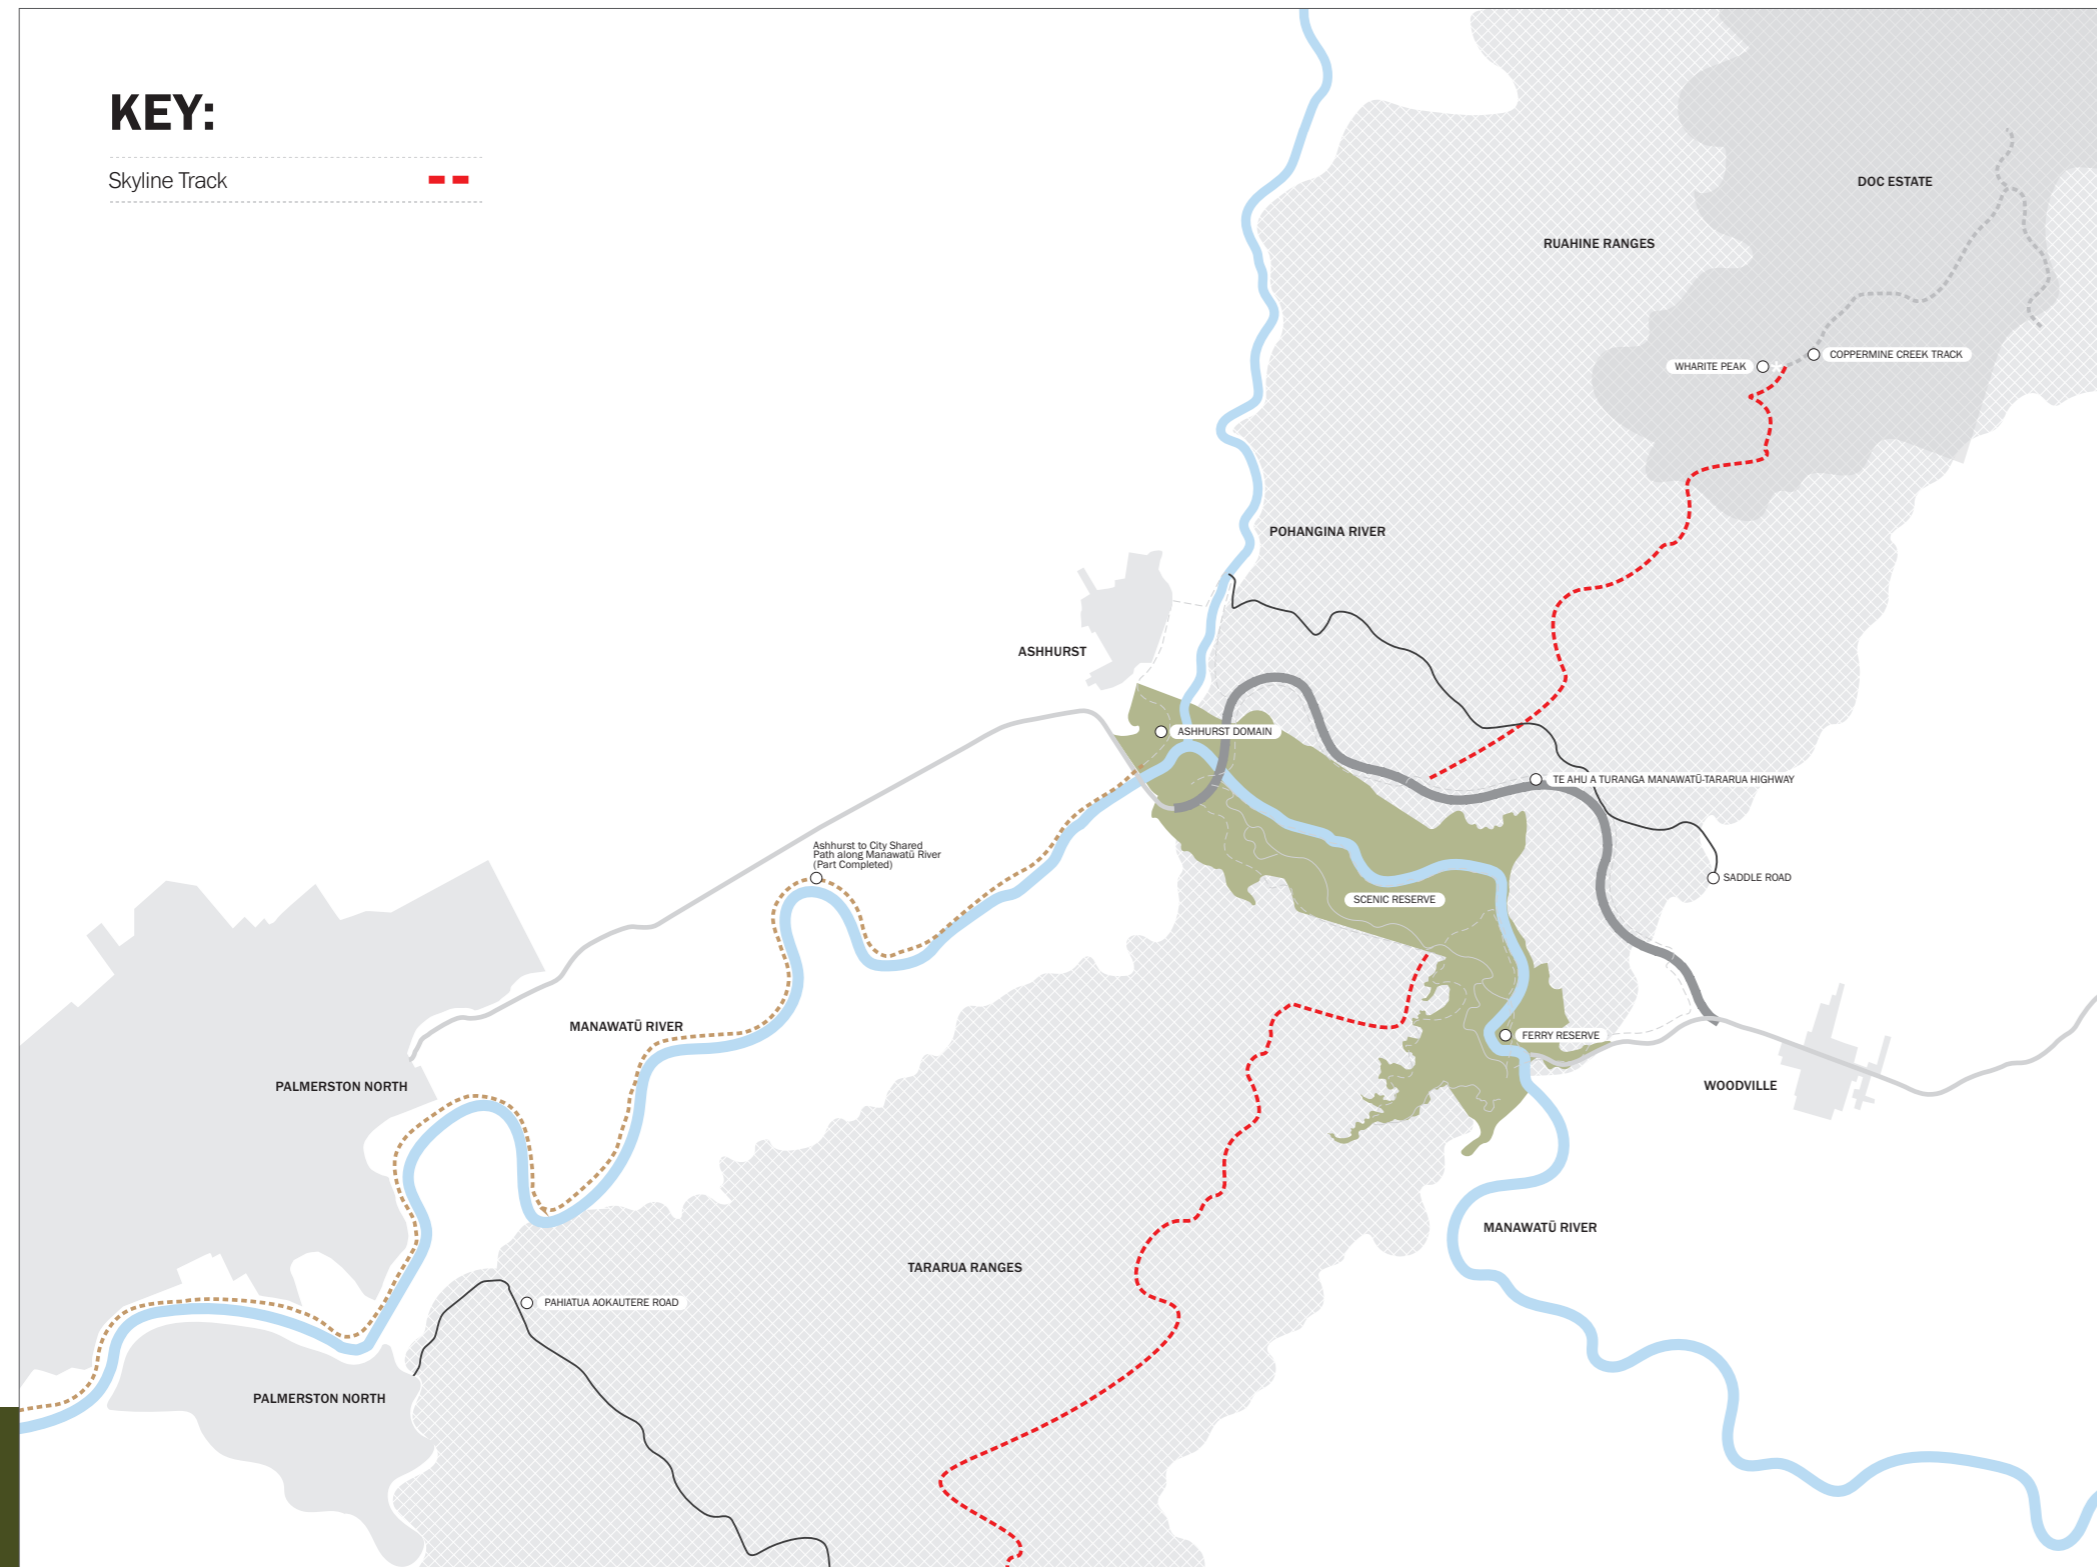 KEY:
Skyline Track
DOC ESTATE
RUAHINE RANGES
COPPERMINE CREEK TRACK
WHARITE PEAK
POHANGINA RIVER
ASHHURST
ASHHURST DOMAIN
TE AHU A TURANGA MANAWATŪ-TARARUA HIGHWAY
Ashhurst to City Shared
Path along Manawatū River
(Part Completed)
SADDLE ROAD
SCENIC RESERVE
MANAWATŪ RIVER
FERRY RESERVE
PALMERSTON NORTH
WOODVILLE
MANAWATŪ RIVER
TARARUA RANGES
PAHIATUA AOKAUTERE ROAD
PALMERSTON NORTH